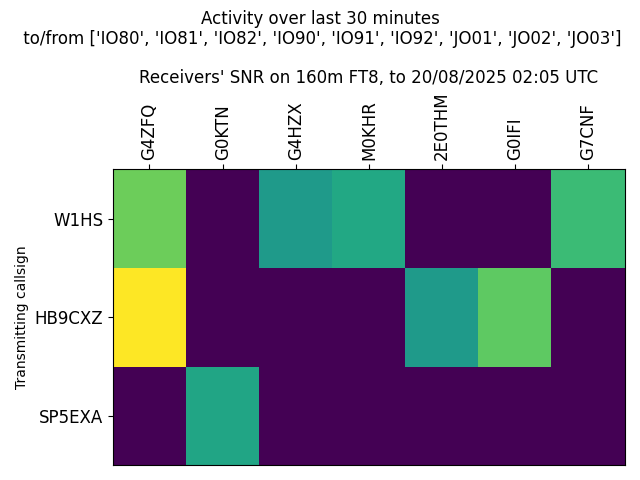 Activity over last 30 minutes
to/from ['IO80', 'IO81', 'IO82', 'IO90', 'IO91', 'IO92', 'JO01', 'JO02', 'JO03']
Receivers' SNR on 160m FT8, to 20/08/2025 02:05 UTC
G4ZFQ
G0KTN
G4HZX
M0KHR
2E0THM
G0IFI
G7CNF
Transmitting callsign
W1HS
HB9CXZ
SP5EXA